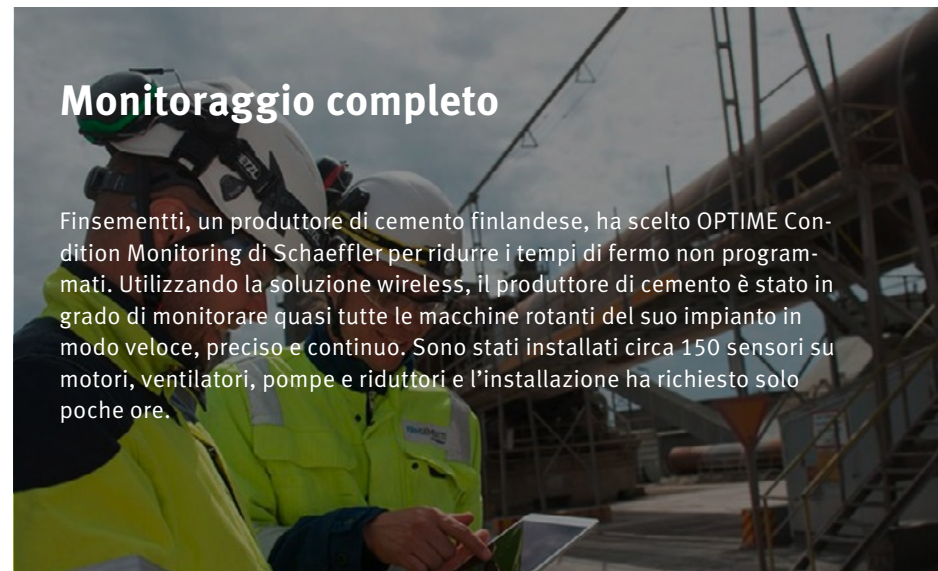 Monitoraggio completo
Finsementti, un produttore di cemento finlandese, ha scelto OPTIME Con-
dition Monitoring di Schaeffler per ridurre i tempi di fermo non program-
mati. Utilizzando la soluzione wireless, il produttore di cemento è stato in
grado di monitorare quasi tutte le macchine rotanti del suo impianto in
modo veloce, preciso e continuo. Sono stati installati circa 150 sensori su
motori, ventilatori, pompe e riduttori e l’installazione ha richiesto solo
poche ore.